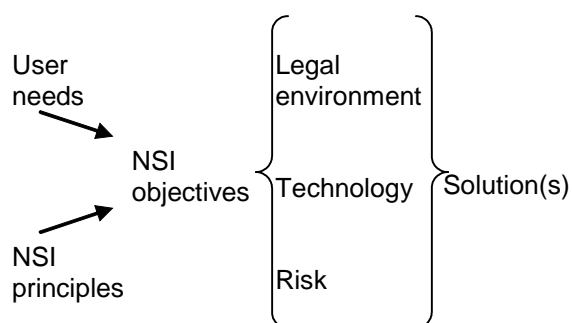 User
needs
NSI
principles
NSI
objectives
Legal
environment
Technology
Risk
Solution(s)